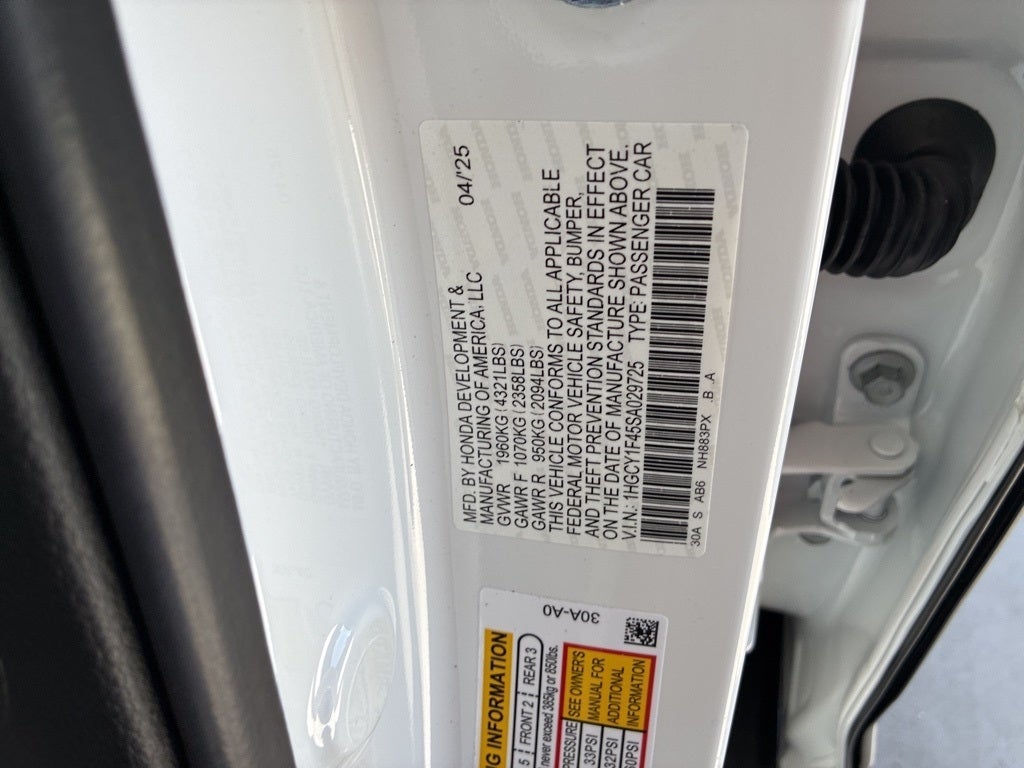 MFD. BY HONDA DEVELOPMENT & 04/'25
MANUFACTURING OF AMERICA, LLC
GVWR 1960KG (4321LBS)
GAWR F 1070KG (2358LBS)
GAWR R 950KG (2094LBS)
THIS VEHICLE CONFORMS TO ALL APPLICABLE
FEDERAL MOTOR VEHICLE SAFETY, BUMPER,
AND THEFT PREVENTION STANDARDS IN EFFECT
ON THE DATE OF MANUFACTURE SHOWN ABOVE.
V.I.N.: 1HGCY1F45SA029725 TYPE: PASSENGER CAR
30A S AB6 NH883PX .B .A
30A-A0
INFORMATION
5 FRONT 2 REAR 3
never exceed 385kg or 850lbs.
PRESSURE SEE OWNER'S
33PSI MANUAL FOR
32PSI ADDITIONAL
60PSI INFORMATION